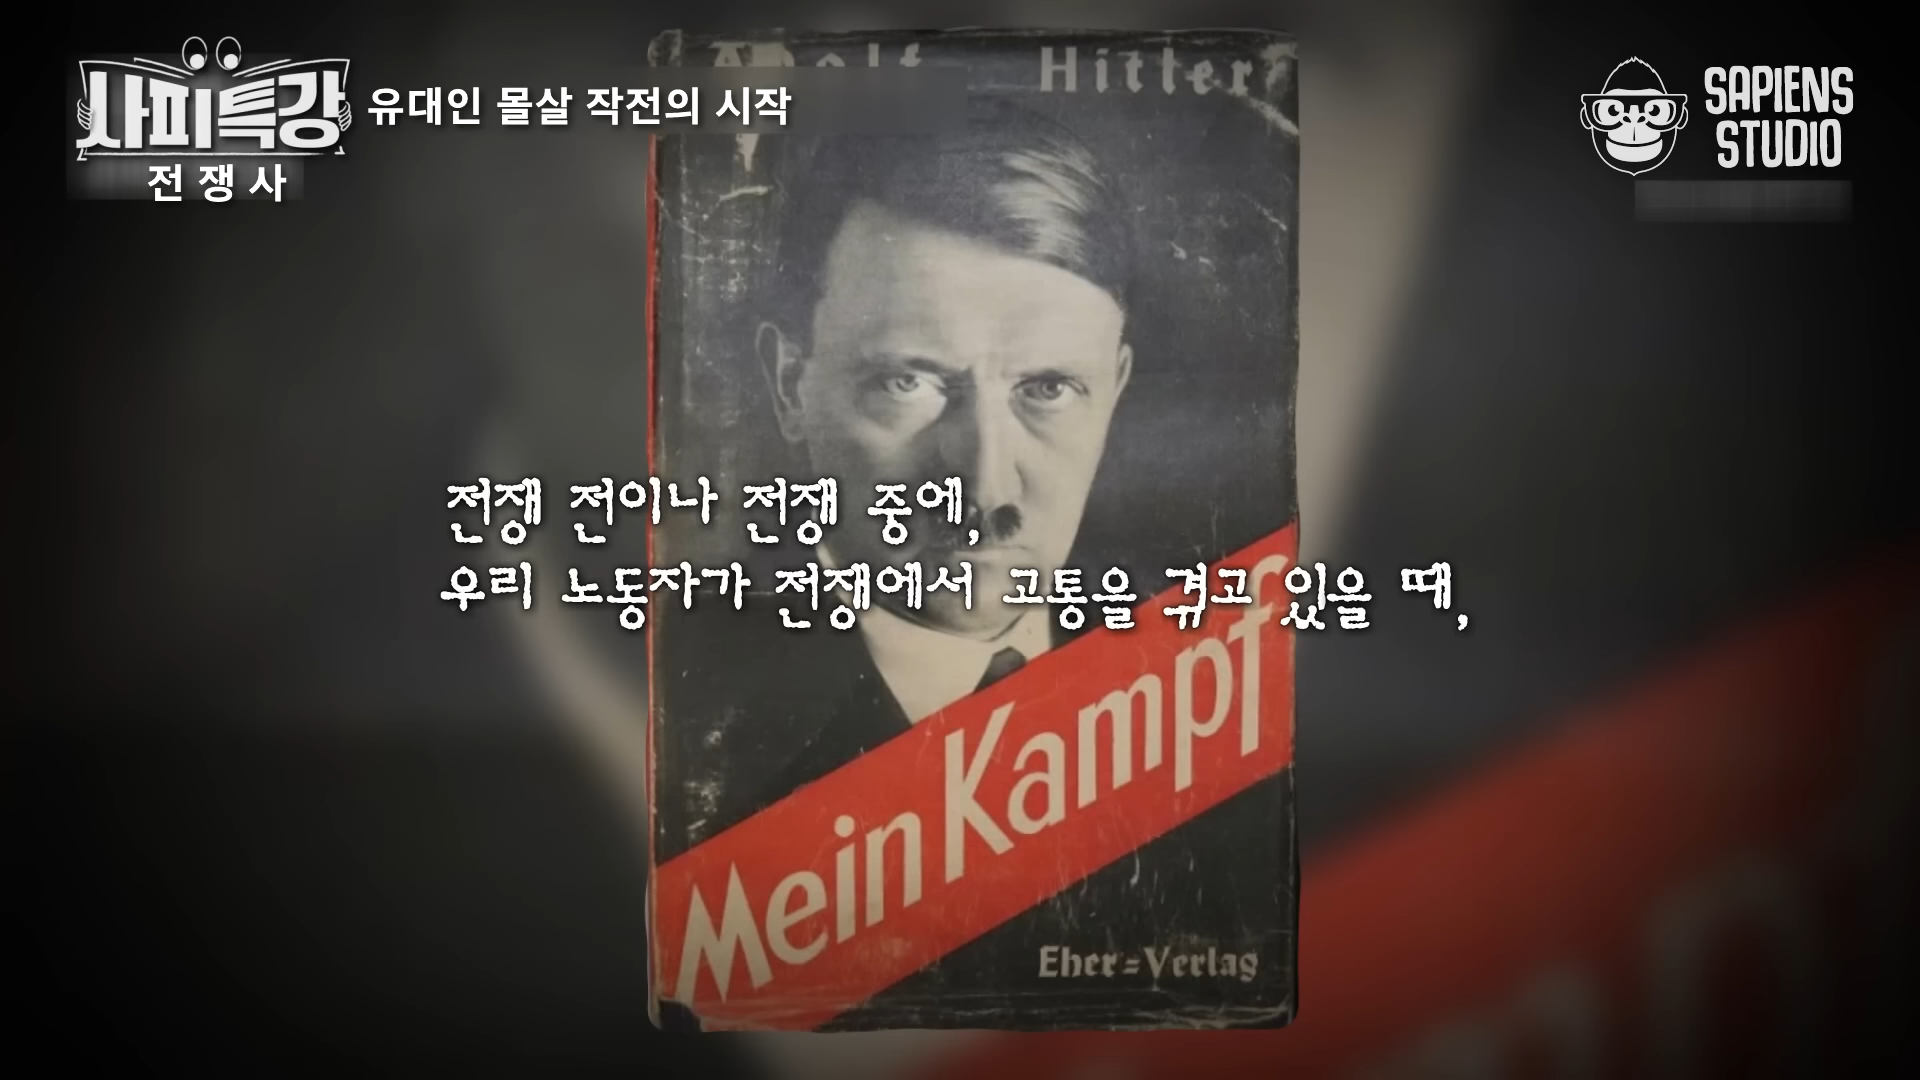 사피특강
전쟁사
유대인 몰살 작전의 시작
SAPIENS
STUDIO
Adolf Hitler
전쟁 전이나 전쟁 중에,
우리 노동자가 전쟁에서 고통을 겪고 있을 때,
Mein Kampf
Eher=Verlag